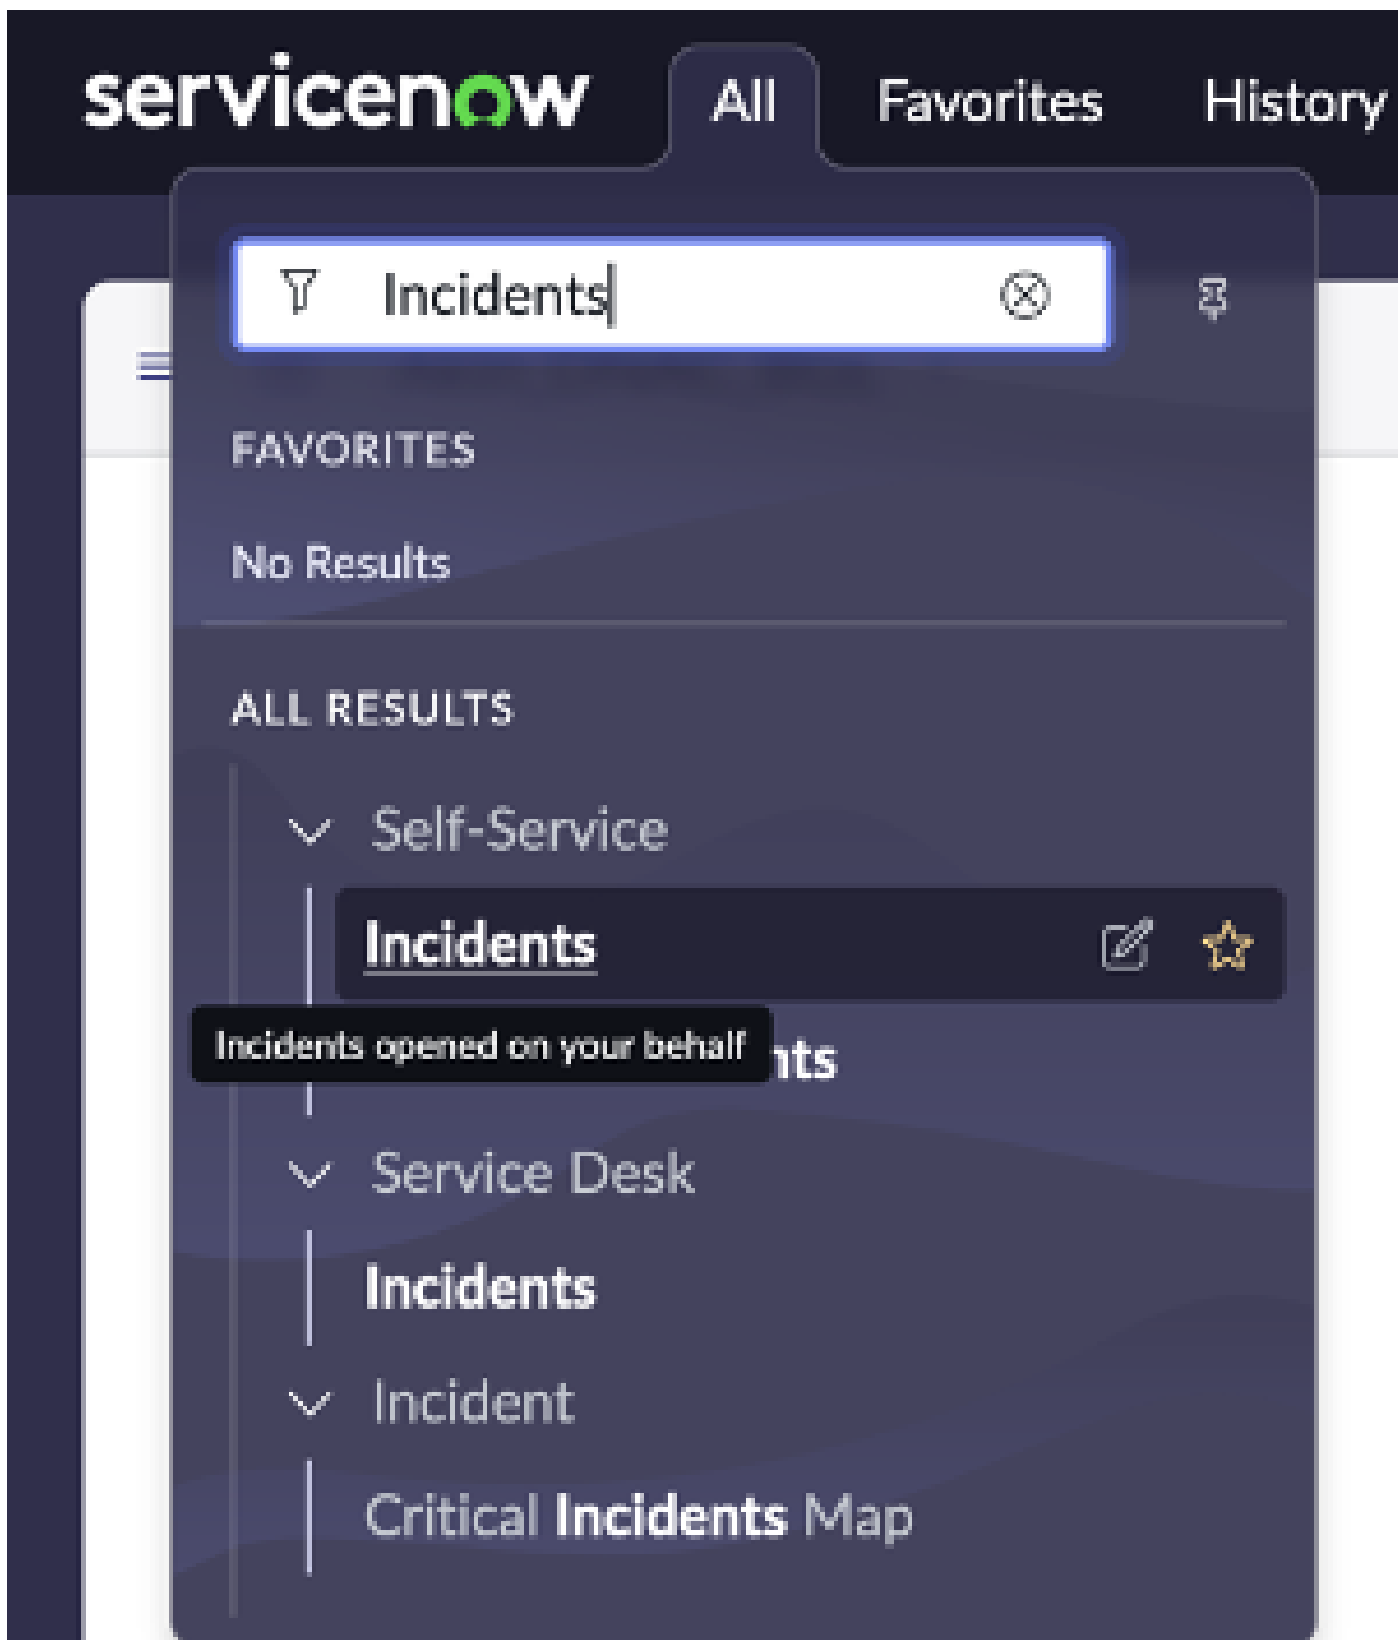 servicenow All Favorites History
Incidents
FAVORITES
No Results
ALL RESULTS
Self-Service
Incidents
Incidents opened on your behalf
Service Desk
Incidents
Incident
Critical Incidents Map